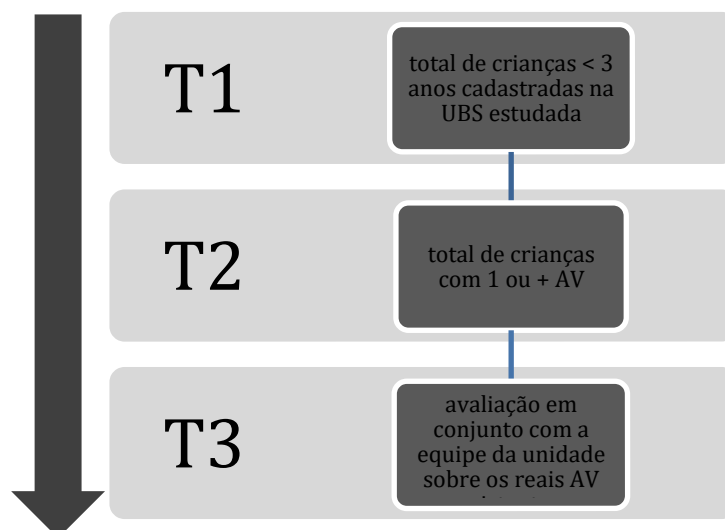 T1
total de crianças < 3
anos cadastradas na
UBS estudada
T2
total de crianças
com 1 ou + AV
T3
avaliação em
conjunto com a
equipe da unidade
sobre os reais AV